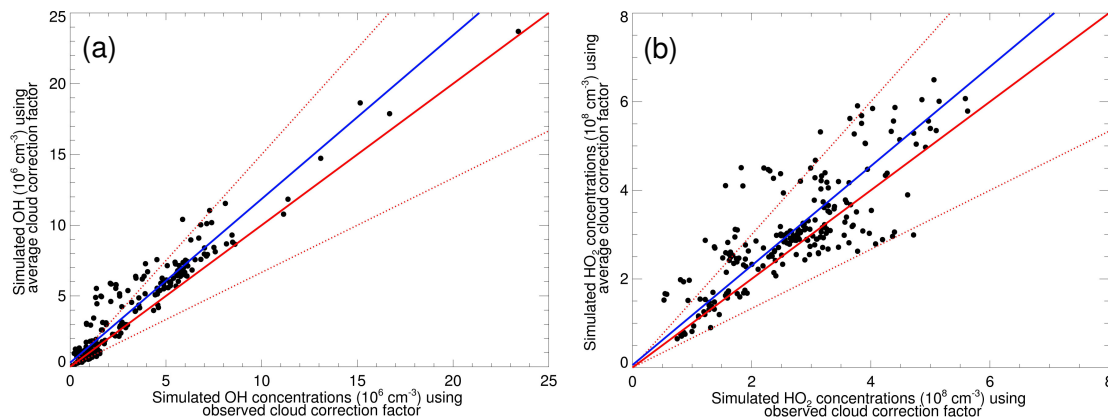 (a)
Simulated OH (10⁶ cm⁻³) using
average cloud correction factor
25
20
15
10
5
0
0 5 10 15 20 25
Simulated OH concentrations (10⁶ cm⁻³) using
observed cloud correction factor
(b)
Simulated HO₂ concentrations (10⁸ cm⁻³) using
average cloud correction factor
8
6
4
2
0
0 2 4 6 8
Simulated HO₂ concentrations (10⁸ cm⁻³) using
observed cloud correction factor